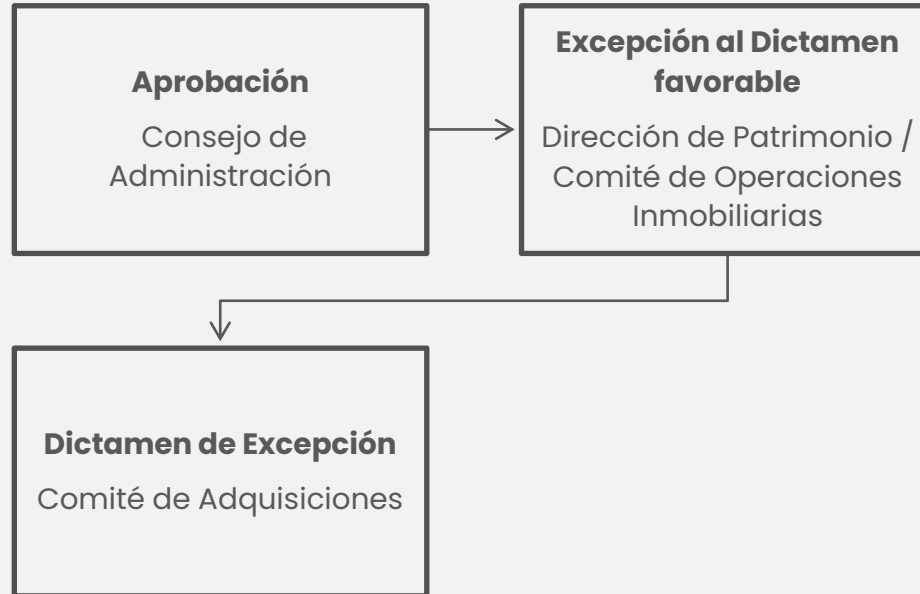 Aprobación
Consejo de
Administración
Excepción al Dictamen
favorable
Dirección de Patrimonio /
Comité de Operaciones
Inmobiliarias
Dictamen de Excepción
Comité de Adquisiciones